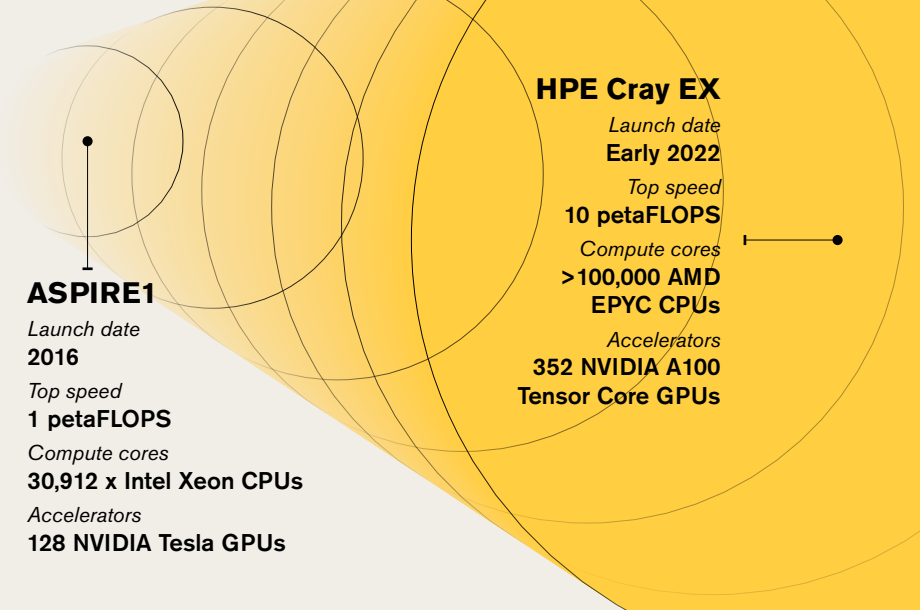 HPE Cray EX
Launch date
Early 2022
Top speed
10 petaFLOPS
Compute cores
>100,000 AMD
EPYC CPUs
Accelerators
352 NVIDIA A100
Tensor Core GPUs
ASPIRE1
Launch date
2016
Top speed
1 petaFLOPS
Compute cores
30,912 x Intel Xeon CPUs
Accelerators
128 NVIDIA Tesla GPUs